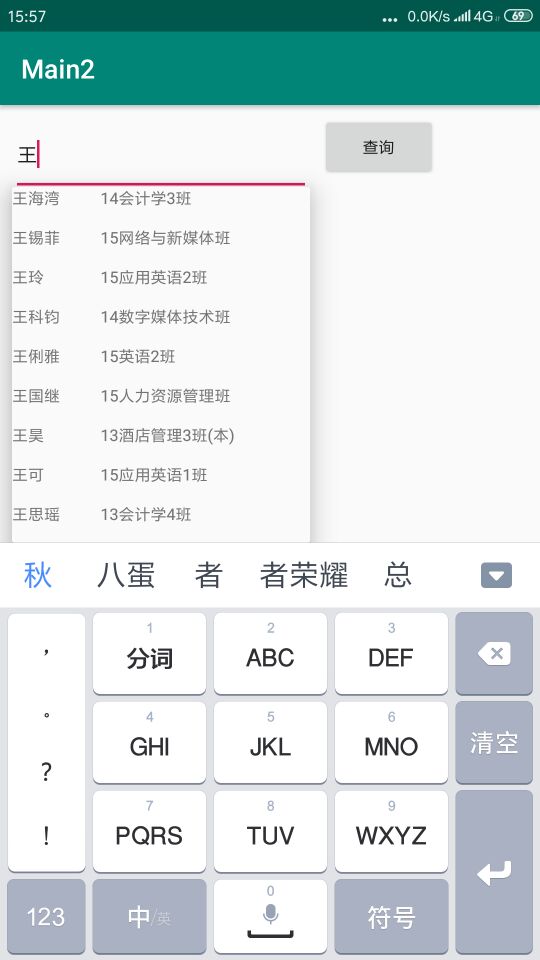 15:57 ... 0.0K/s 4G 69
Main2
王 查询
王海湾 14会计学3班
王锡菲 15网络与新媒体班
王玲 15应用英语2班
王科钧 14数字媒体技术班
王俐雅 15英语2班
王国继 15人力资源管理班
王昊 13酒店管理3班(本)
王可 15应用英语1班
王思瑶 13会计学4班
秋 八蛋 者 者荣耀 总
， 1 2 3
分词 ABC DEF
。 4 5 6
GHI JKL MNO 清空
? 7 8 9
! PQRS TUV WXYZ
123 中/英 0 符号